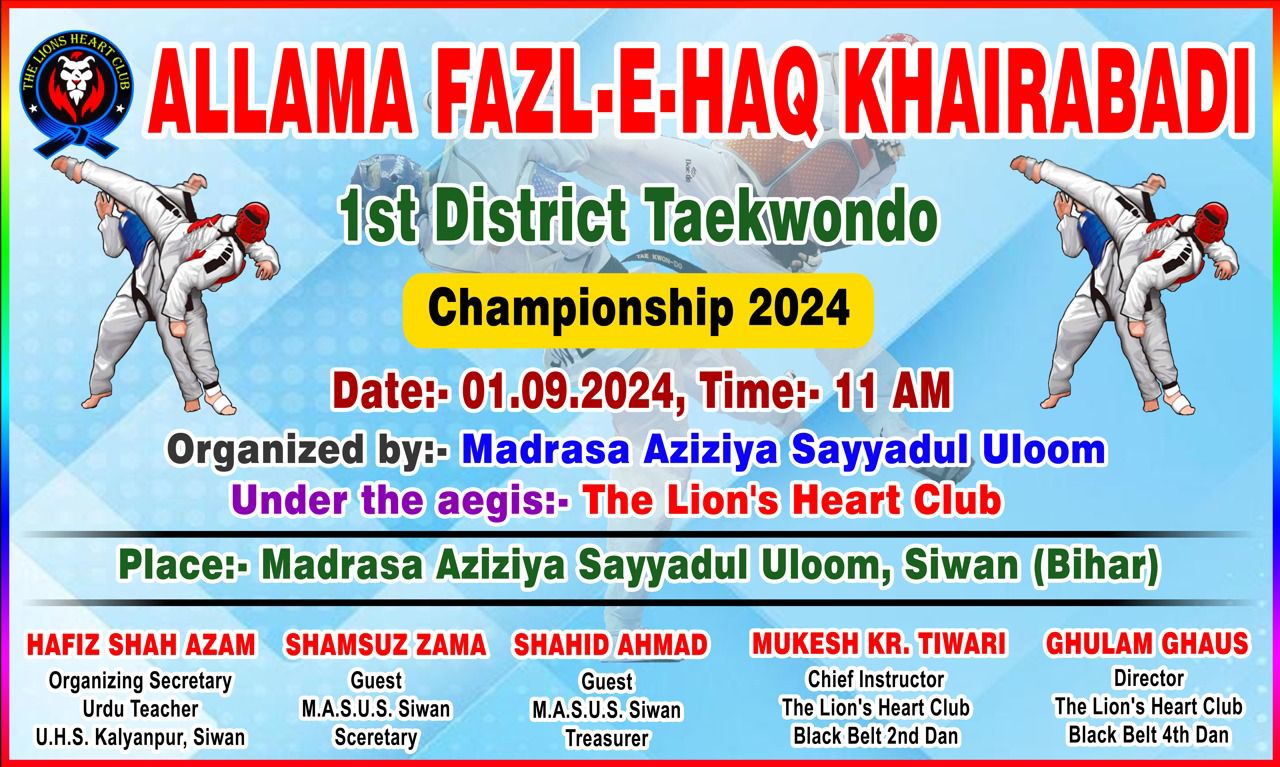 THE LIONS HEART CLUB
ALLAMA FAZL-E-HAQ KHAIRABADI
1st District Taekwondo
TAE KWON-DO
Championship 2024
Date:- 01.09.2024, Time:- 11 AM
Organized by:- Madrasa Aziziya Sayyadul Uloom
Under the aegis:- The Lion's Heart Club
Place:- Madrasa Aziziya Sayyadul Uloom, Siwan (Bihar)
HAFIZ SHAH AZAM
Organizing Secretary
Urdu Teacher
U.H.S. Kalyanpur, Siwan
SHAMSUZ ZAMA
Guest
M.A.S.U.S. Siwan
Sceretary
SHAHID AHMAD
Guest
M.A.S.U.S. Siwan
Treasurer
MUKESH KR. TIWARI
Chief Instructor
The Lion's Heart Club
Black Belt 2nd Dan
GHULAM GHAUS
Director
The Lion's Heart Club
Black Belt 4th Dan